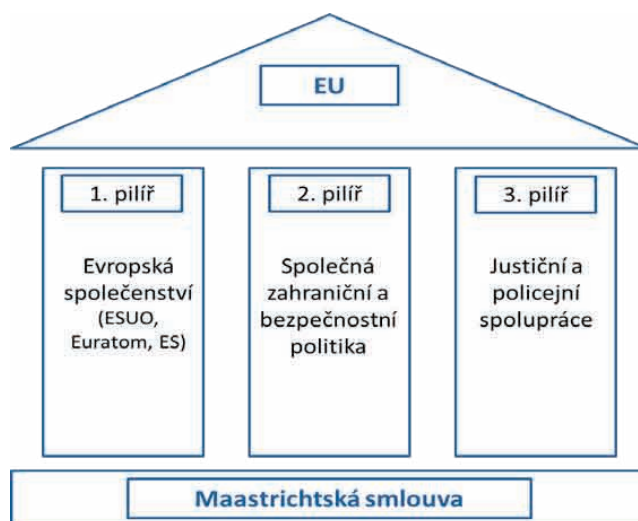 EU
1. pilíř
Evropská
společenství
(ESUO,
Euratom, ES)
2. pilíř
Společná
zahraniční a
bezpečnostní
politika
3. pilíř
Justiční a
policejní
spolupráce
Maastrichtská smlouva